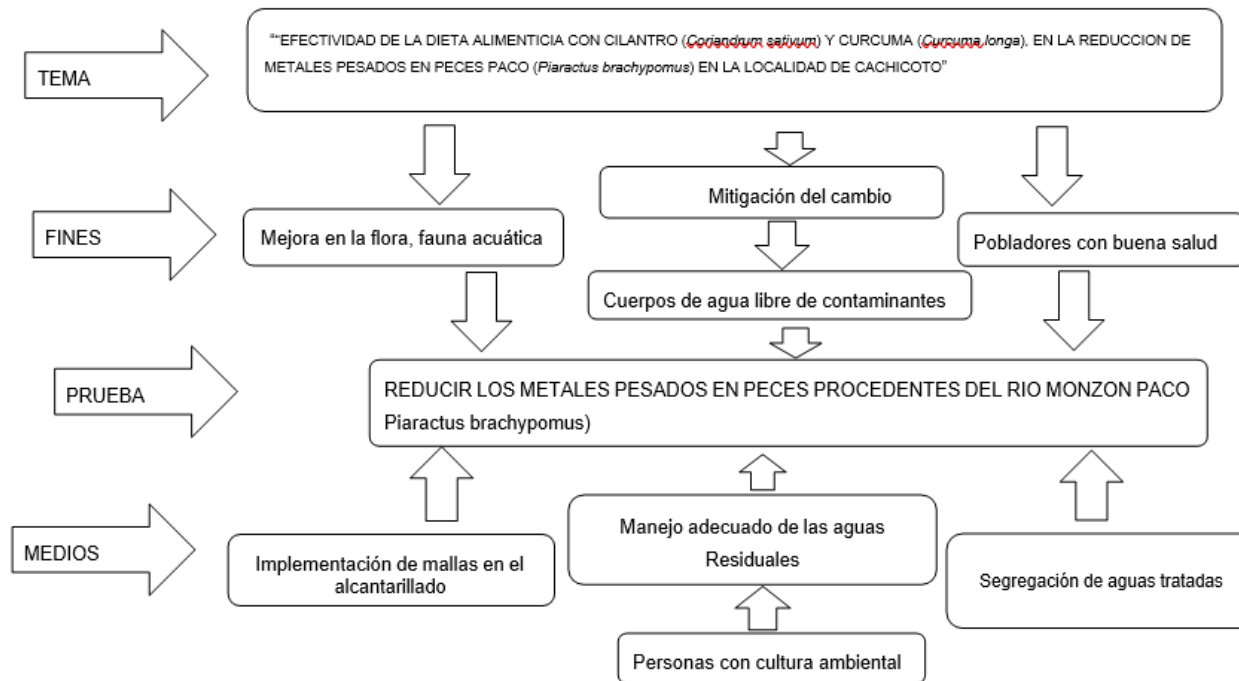 TEMA
““EFECTIVIDAD DE LA DIETA ALIMENTICIA CON CILANTRO (Coriandrum sativum) Y CURCUMA (Curcuma longa), EN LA REDUCCION DE
METALES PESADOS EN PECES PACO (Piaractus brachypomus) EN LA LOCALIDAD DE CACHICOTO”
FINES
Mejora en la flora, fauna acuática
Mitigación del cambio
Cuerpos de agua libre de contaminantes
Pobladores con buena salud
PRUEBA
REDUCIR LOS METALES PESADOS EN PECES PROCEDENTES DEL RIO MONZON PACO
Piaractus brachypomus)
MEDIOS
Implementación de mallas en el
alcantarillado
Manejo adecuado de las aguas
Residuales
Segregación de aguas tratadas
Personas con cultura ambiental